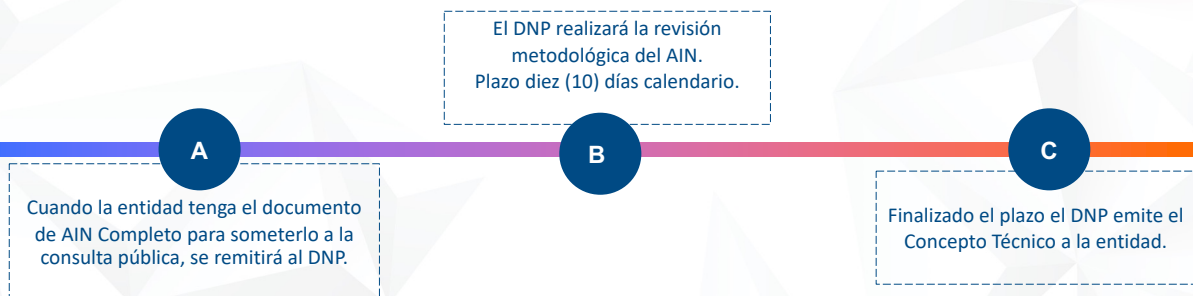 A
Cuando la entidad tenga el documento
de AIN Completo para someterlo a la
consulta pública, se remitirá al DNP.
El DNP realizará la revisión
metodológica del AIN.
Plazo diez (10) días calendario.
B
C
Finalizado el plazo el DNP emite el
Concepto Técnico a la entidad.